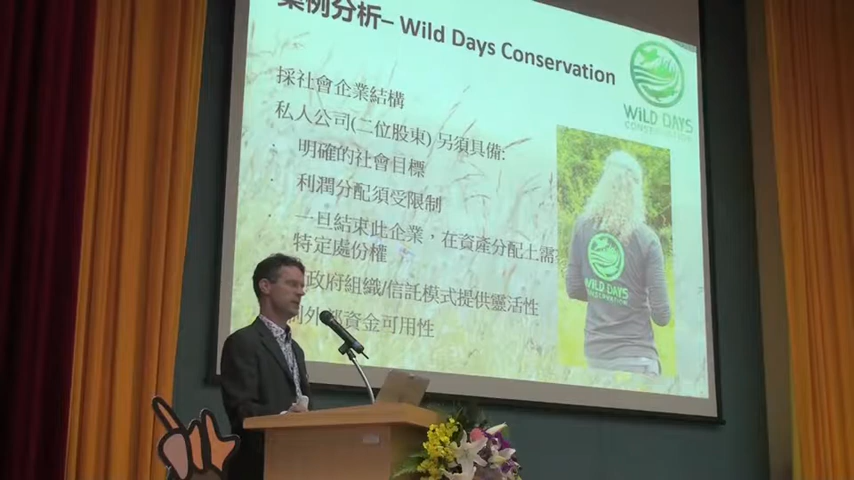 案例分析– Wild Days Conservation
WiLD DAYS
CONSERVATION
採社會企業結構
私人公司(二位股東) 另須具備:
· 明確的社會目標
· 利潤分配須受限制
· 一旦結束此企業，在資產分配上需
特定處份權
政府組織/信託模式提供靈活性
制外部資金可用性
WiLD DAYS
CONSERVATION